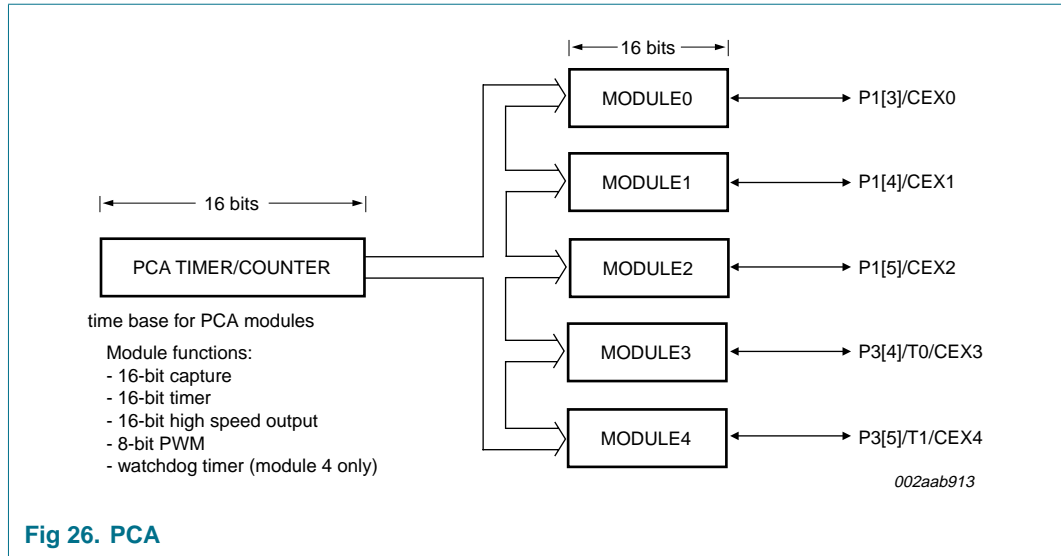 16 bits
MODULE0
P1[3]/CEX0
MODULE1
P1[4]/CEX1
16 bits
PCA TIMER/COUNTER
MODULE2
P1[5]/CEX2
time base for PCA modules
Module functions:
- 16-bit capture
- 16-bit timer
- 16-bit high speed output
- 8-bit PWM
- watchdog timer (module 4 only)
MODULE3
P3[4]/T0/CEX3
MODULE4
P3[5]/T1/CEX4
002aab913
Fig 26. PCA